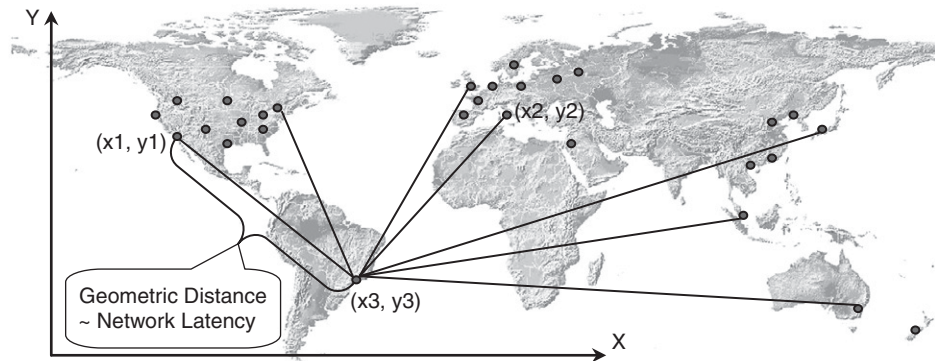 Y
(x1, y1)
(x2, y2)
(x3, y3)
Geometric Distance
~ Network Latency
X